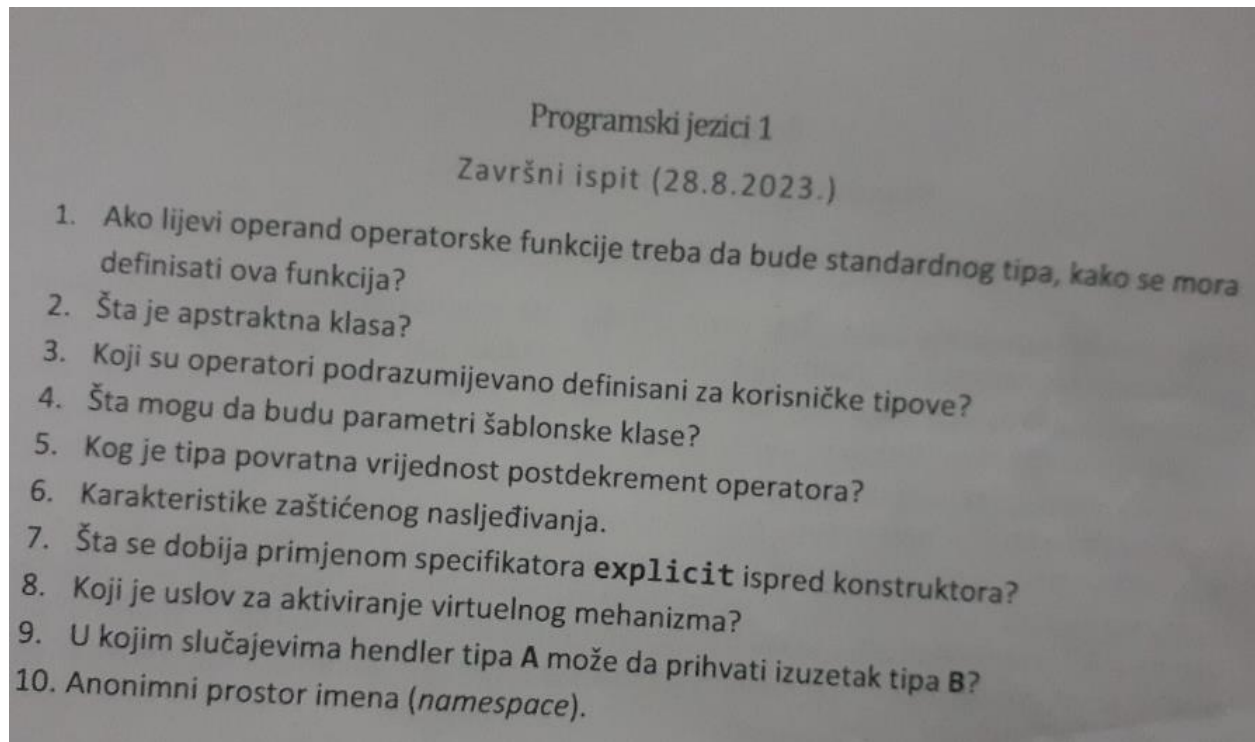 Programski jezici 1
Završni ispit (28.8.2023.)
1. Ako lijevi operand operatorske funkcije treba da bude standardnog tipa, kako se mora
definisati ova funkcija?
2. Šta je apstraktna klasa?
3. Koji su operatori podrazumijevano definisani za korisničke tipove?
4. Šta mogu da budu parametri šablonske klase?
5. Kog je tipa povratna vrijednost postdekrement operatora?
6. Karakteristike zaštićenog nasljeđivanja.
7. Šta se dobija primjenom specifikatora explicit ispred konstruktora?
8. Koji je uslov za aktiviranje virtuelnog mehanizma?
9. U kojim slučajevima hendler tipa A može da prihvati izuzetak tipa B?
10. Anonimni prostor imena (namespace).